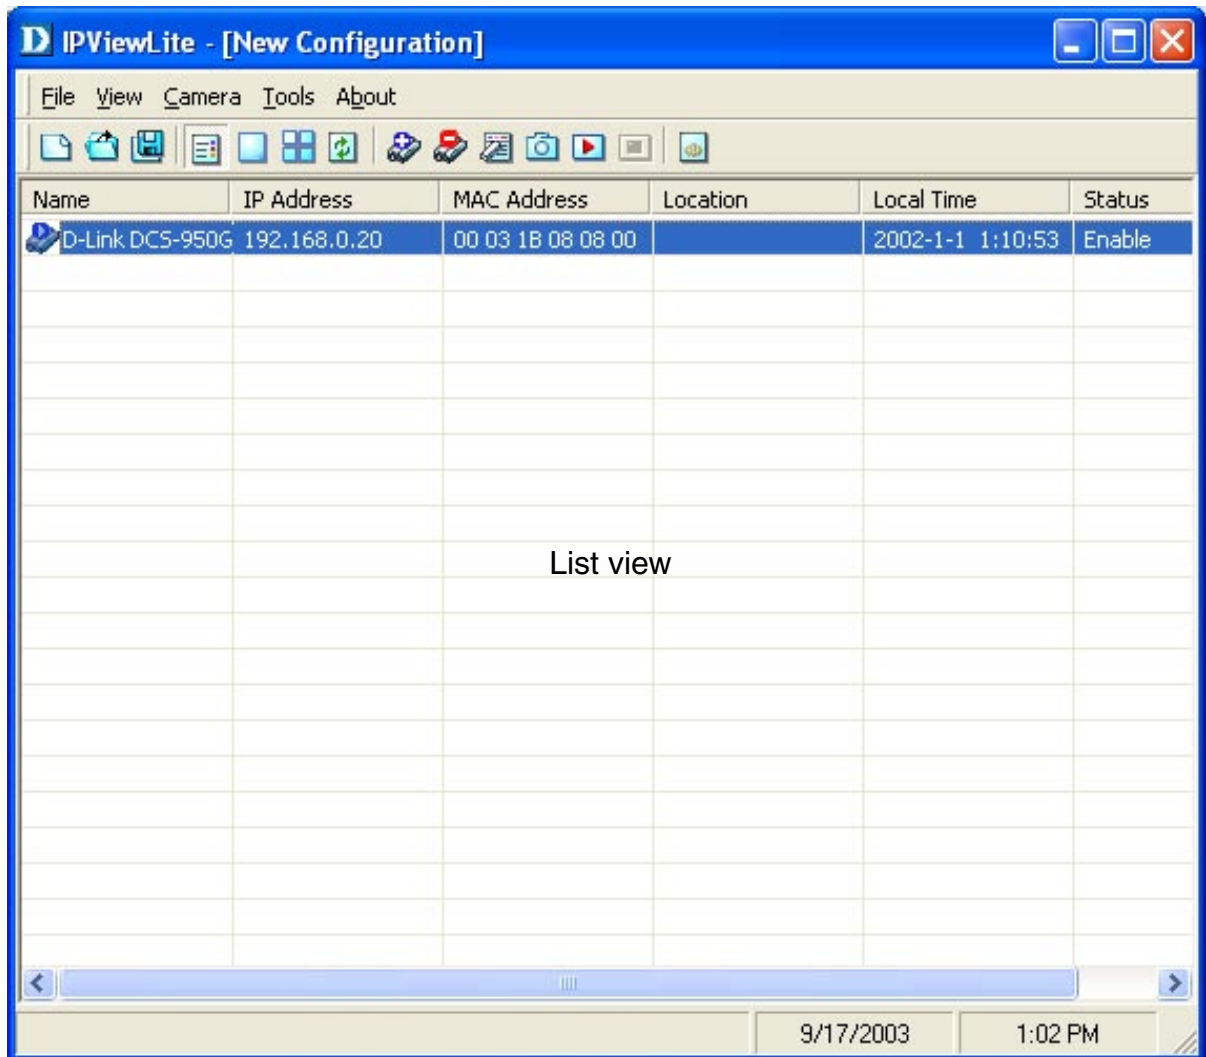 IPViewLite - [New Configuration]
File View Camera Tools About
Name IP Address MAC Address Location Local Time Status
D-Link DCS-950G 192.168.0.20 00 03 1B 08 08 00 2002-1-1 1:10:53 Enable
List view
9/17/2003 1:02 PM